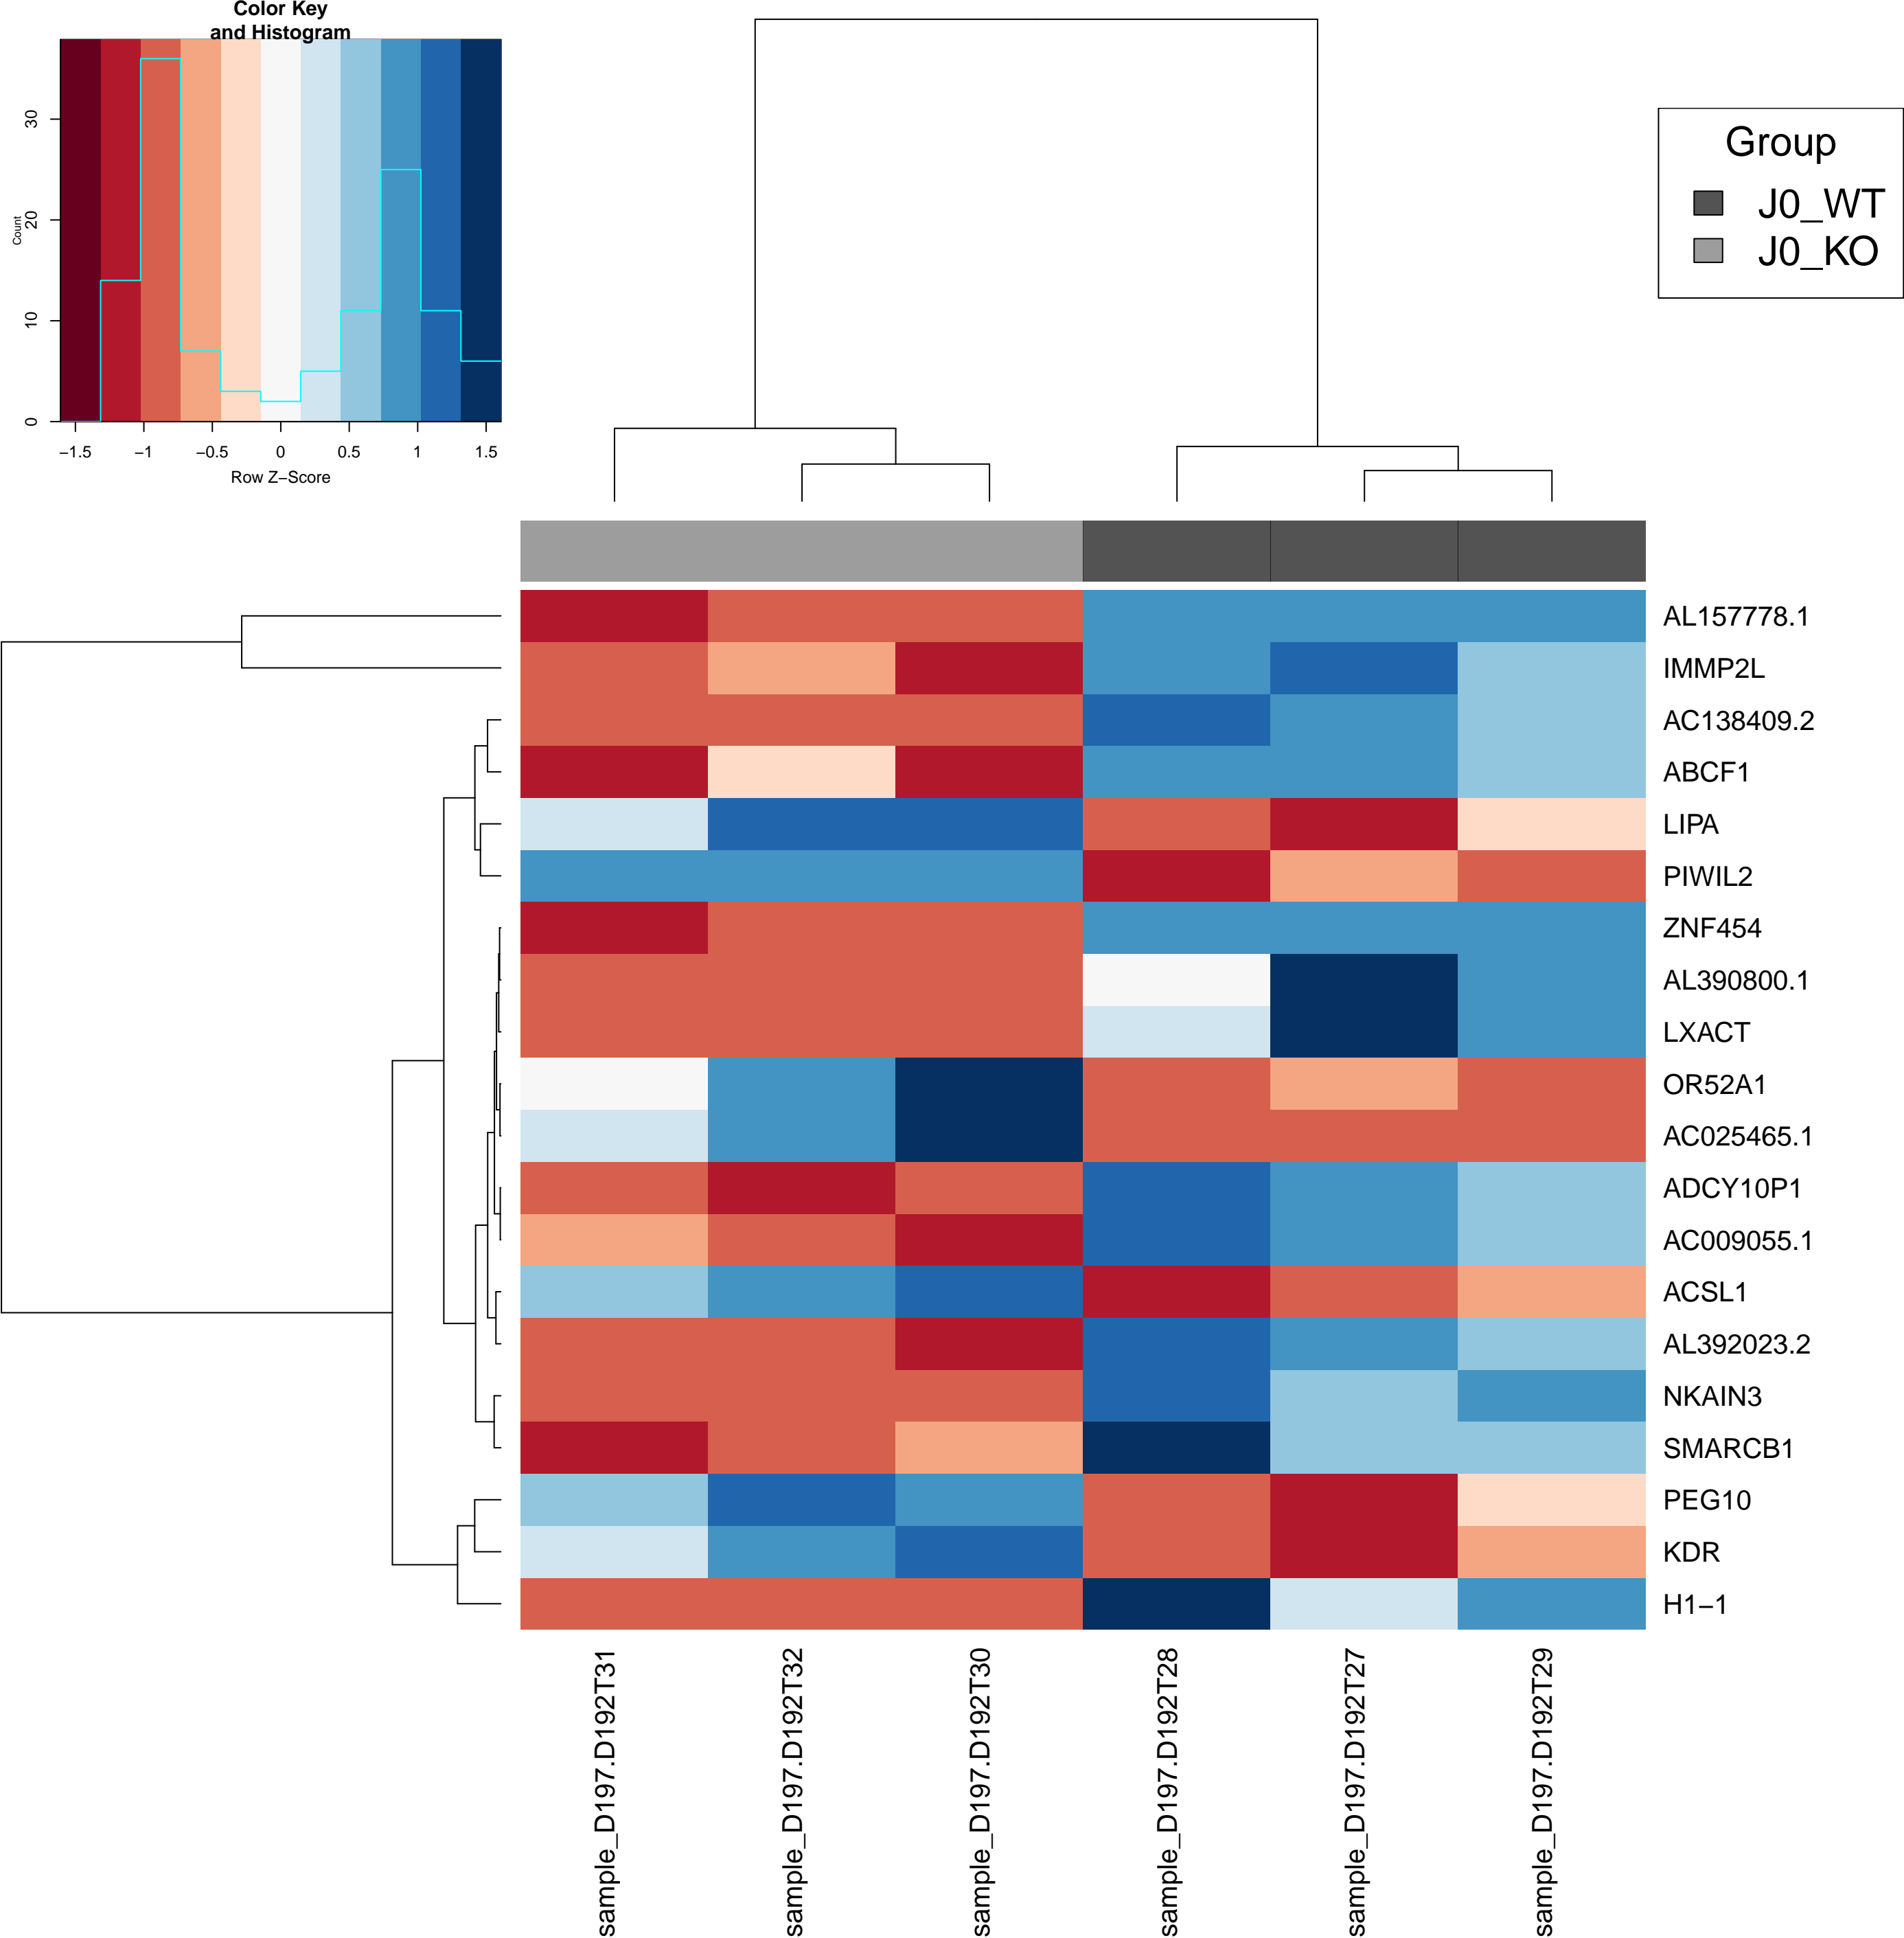 Color Key
and Histogram
Count
0
10
20
30
−1.5 −1 −0.5 0 0.5 1 1.5
Row Z−Score
Group
J0_WT
J0_KO
AL157778.1
IMMP2L
AC138409.2
ABCF1
LIPA
PIWIL2
ZNF454
AL390800.1
LXACT
OR52A1
AC025465.1
ADCY10P1
AC009055.1
ACSL1
AL392023.2
NKAIN3
SMARCB1
PEG10
KDR
H1−1
sample_D197.D192T31
sample_D197.D192T32
sample_D197.D192T30
sample_D197.D192T28
sample_D197.D192T27
sample_D197.D192T29